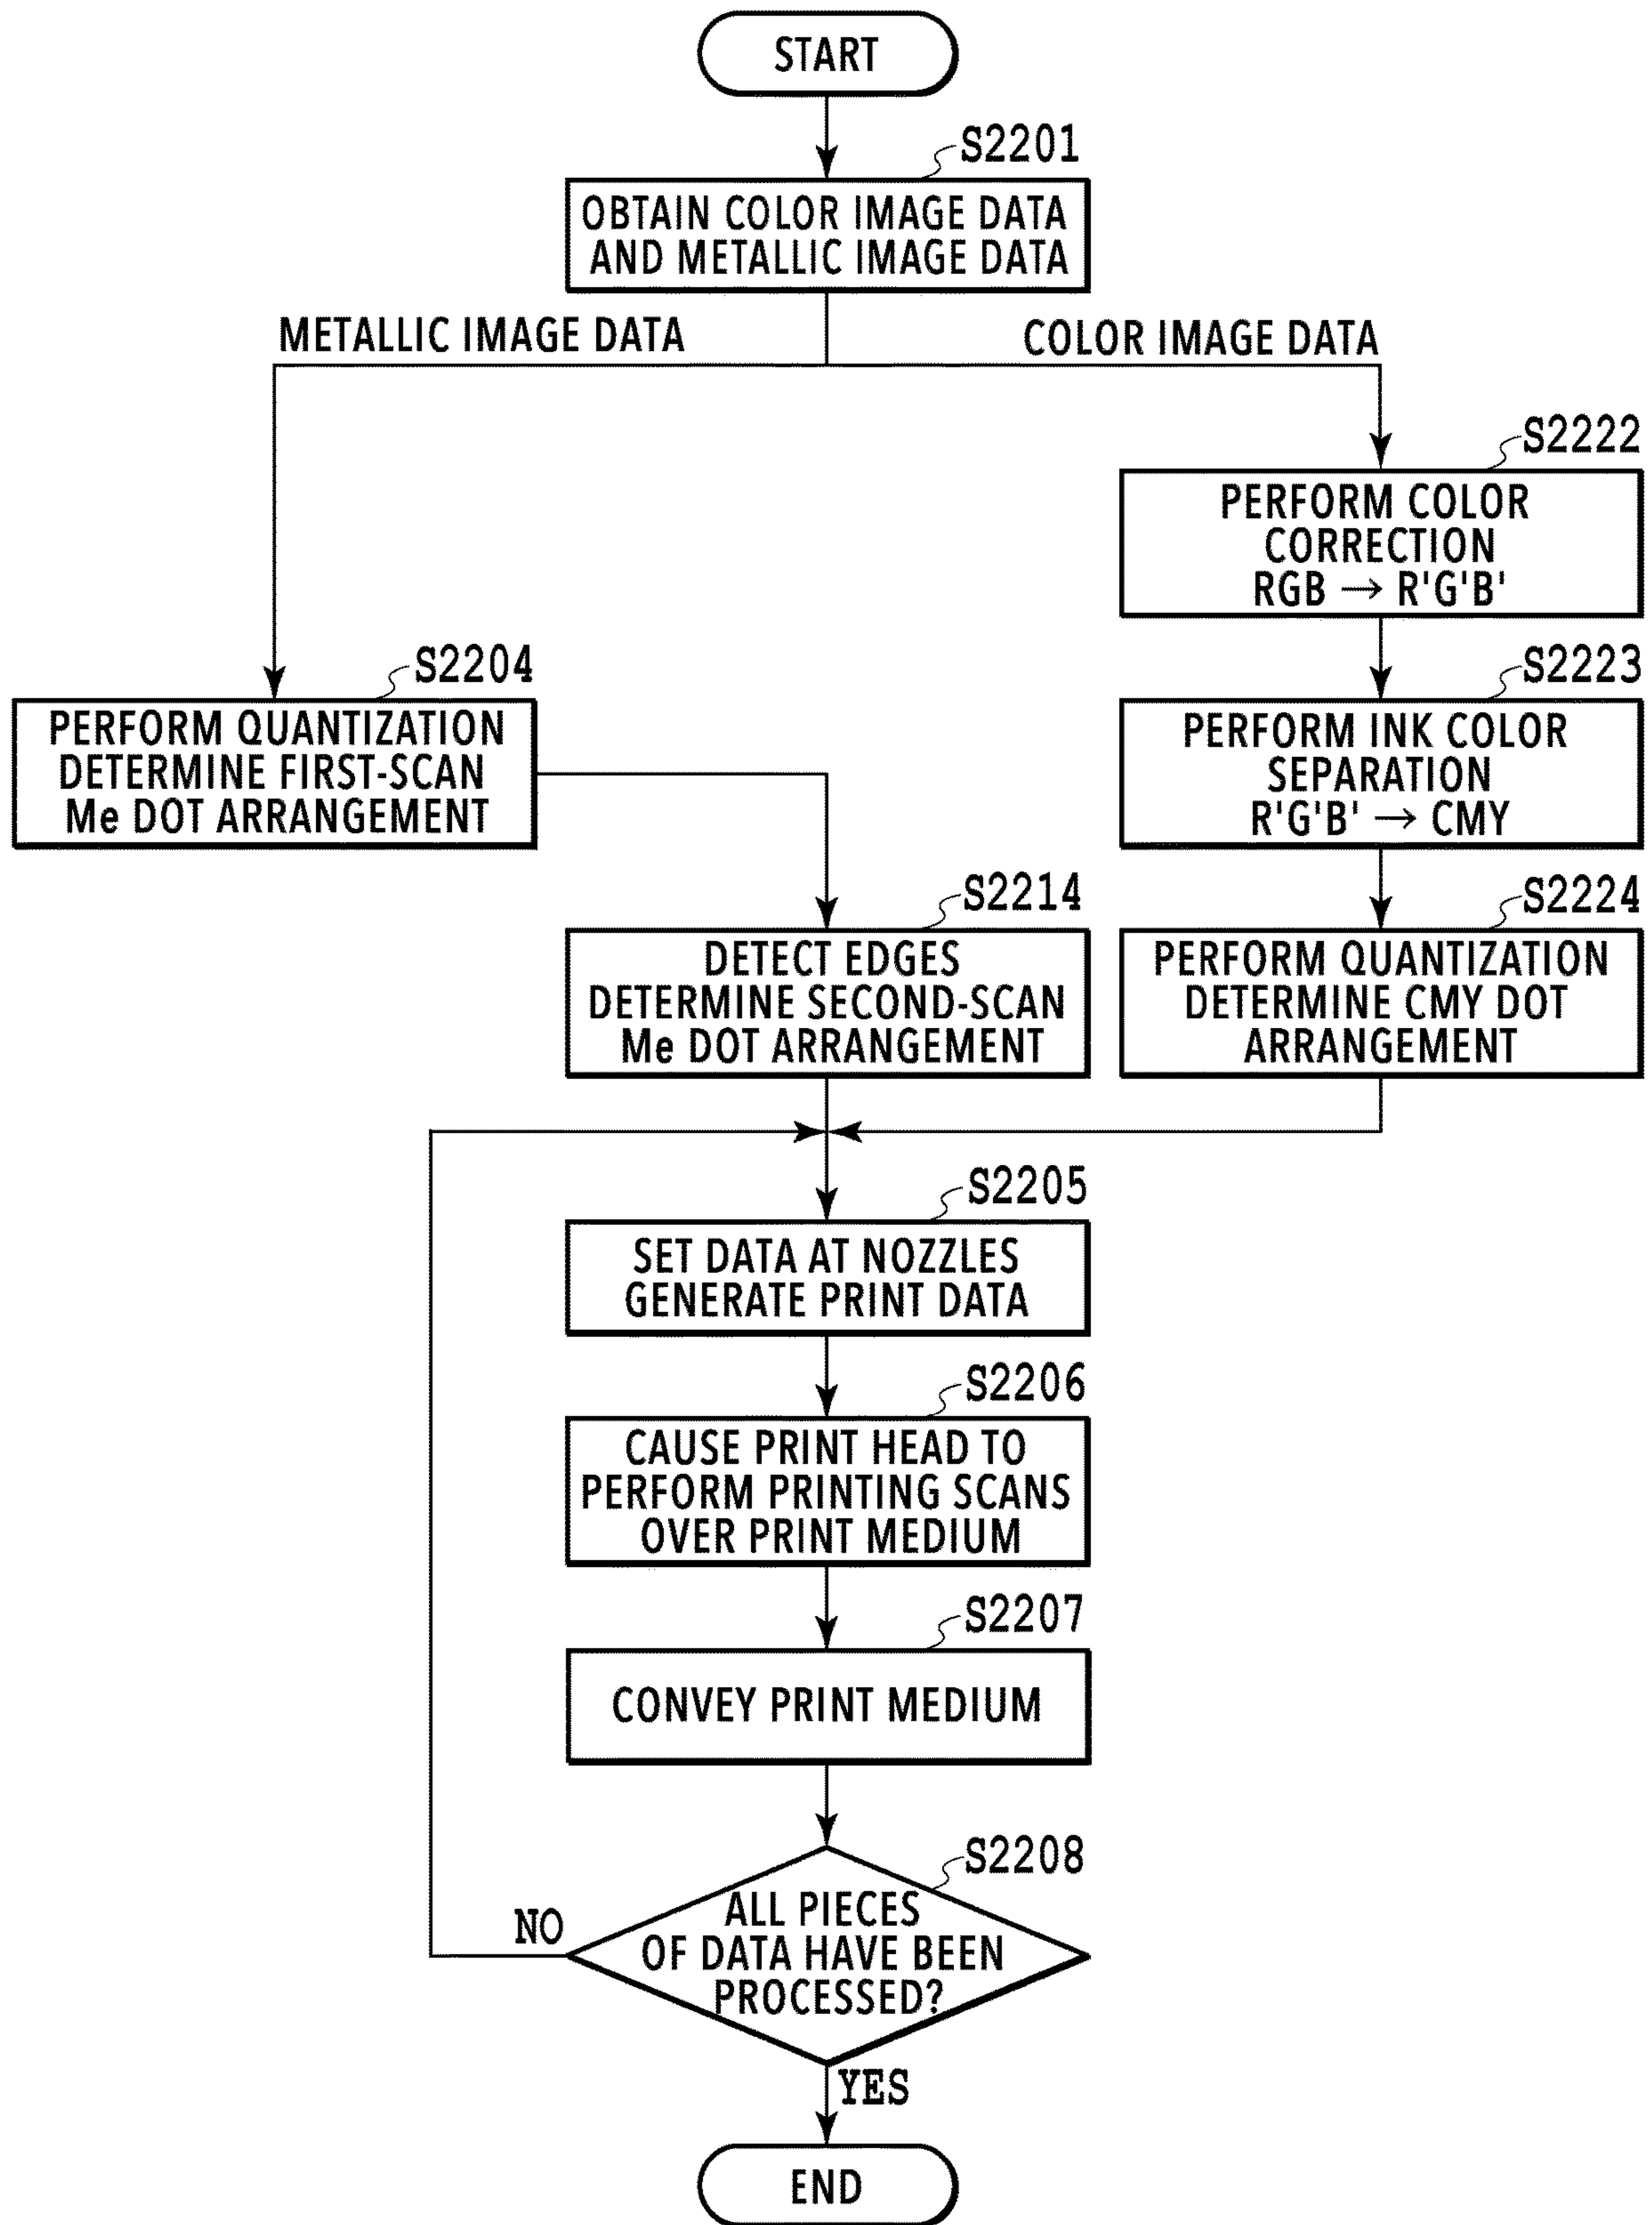 START
S2201
OBTAIN COLOR IMAGE DATA
AND METALLIC IMAGE DATA
METALLIC IMAGE DATA
COLOR IMAGE DATA
S2222
PERFORM COLOR
CORRECTION
RGB → R'G'B'
S2204
PERFORM QUANTIZATION
DETERMINE FIRST-SCAN
Me DOT ARRANGEMENT
S2223
PERFORM INK COLOR
SEPARATION
R'G'B' → CMY
S2214
DETECT EDGES
DETERMINE SECOND-SCAN
Me DOT ARRANGEMENT
S2224
PERFORM QUANTIZATION
DETERMINE CMY DOT
ARRANGEMENT
S2205
SET DATA AT NOZZLES
GENERATE PRINT DATA
S2206
CAUSE PRINT HEAD TO
PERFORM PRINTING SCANS
OVER PRINT MEDIUM
S2207
CONVEY PRINT MEDIUM
S2208
ALL PIECES
OF DATA HAVE BEEN
PROCESSED?
NO
YES
END